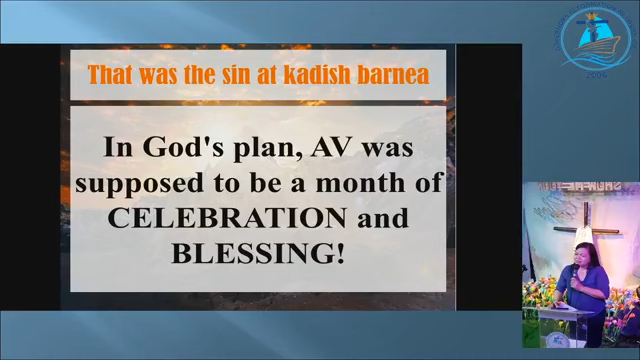 That was the sin at kadish barnea
In God's plan, AV was
supposed to be a month of
CELEBRATION and
BLESSING!
2006